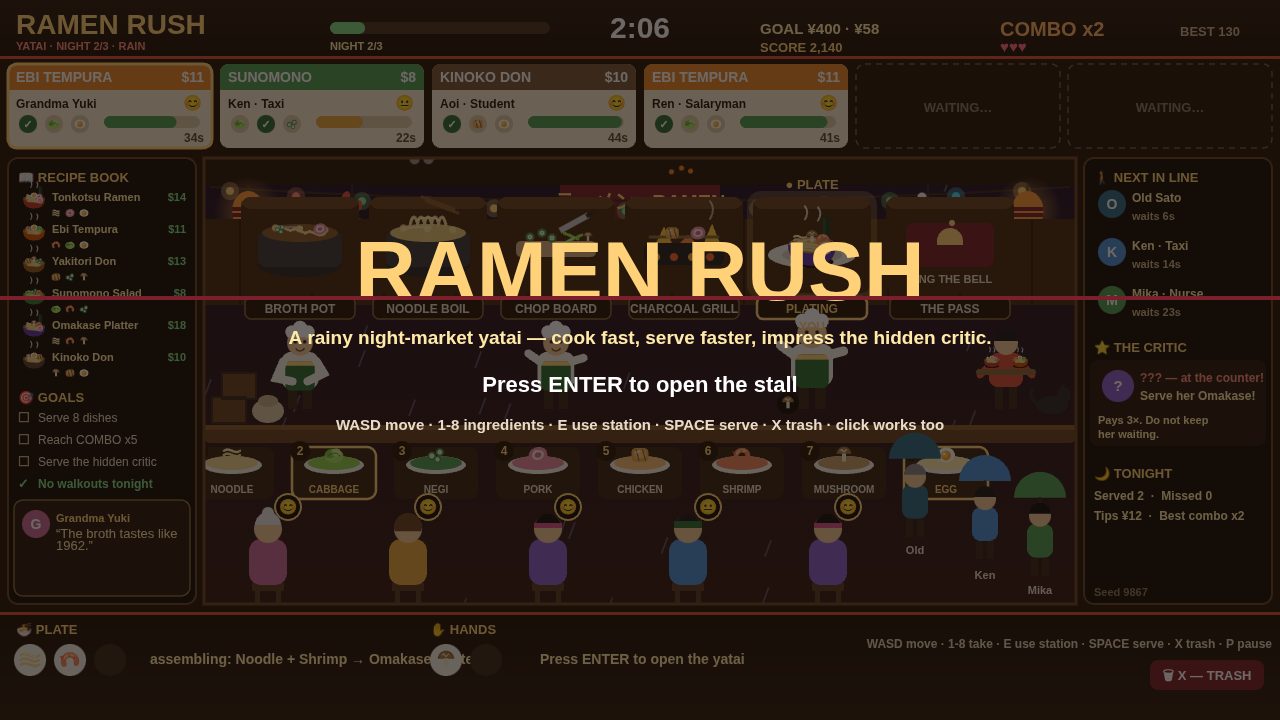 RAMEN RUSH
YATAI · NIGHT 2/3 · RAIN
NIGHT 2/3
2:06
GOAL ¥400 · ¥58
SCORE 2,140
COMBO x2
♥♥♥
BEST 130
EBI TEMPURA $11
Grandma Yuki
34s
SUNOMONO $8
Ken · Taxi
22s
KINOKO DON $10
Aoi · Student
44s
EBI TEMPURA $11
Ren · Salaryman
41s
WAITING…
WAITING…
RECIPE BOOK
Tonkotsu Ramen $14
Ebi Tempura $11
Yakitori Don $13
Sunomono Salad $8
Omakase Platter $18
Kinoko Don $10
GOALS
☐ Serve 8 dishes
☐ Reach COMBO x5
☐ Serve the hidden critic
✓ No walkouts tonight
G
Grandma Yuki
“The broth tastes like
1962.”
● PLATE
RAMEN RUSH
BROTH POT
NOODLE BOIL
CHOP BOARD
CHARCOAL GRILL
PLATING
THE PASS
NG THE BELL
A rainy night-market yatai — cook fast, serve faster, impress the hidden critic.
Press ENTER to open the stall
WASD move · 1-8 ingredients · E use station · SPACE serve · X trash · click works too
NOODLE
2 CABBAGE
3 NEGI
4 PORK
5 CHICKEN
6 SHRIMP
7 MUSHROOM
EGG
Old
Ken
Mika
NEXT IN LINE
O
Old Sato
waits 6s
K
Ken · Taxi
waits 14s
M
Mika · Nurse
waits 23s
THE CRITIC
?
??? — at the counter!
Serve her Omakase!
Pays 3×. Do not keep
her waiting.
TONIGHT
Served 2 · Missed 0
Tips ¥12 · Best combo x2
Seed 9867
PLATE
assembling: Noodle + Shrimp → Omakase
HANDS
Press ENTER to open the yatai
WASD move · 1-8 take · E use station · SPACE serve · X trash · P pause
X — TRASH